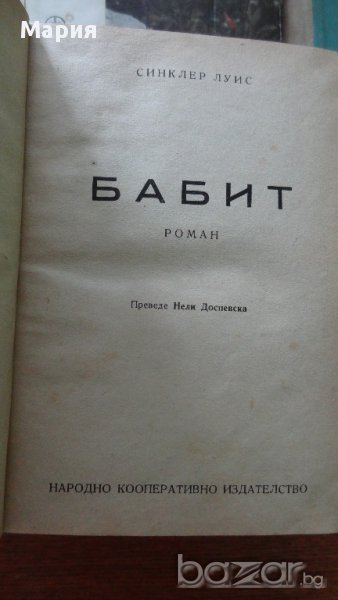 Мария
СИНКЛЕР ЛУИС
БАБИТ
РОМАН
Преведе Нели Доспевска
НАРОДНО КООПЕРАТИВНО ИЗДАТЕЛСТВО
bazar.bg